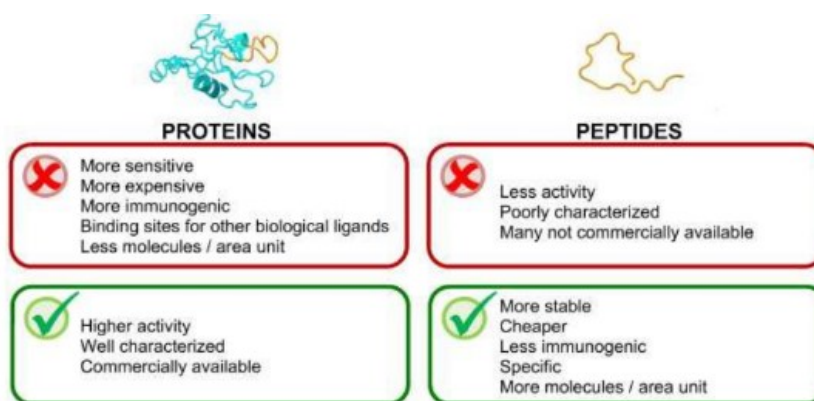 PROTEINS
More sensitive
More expensive
More immunogenic
Binding sites for other biological ligands
Less molecules / area unit
Higher activity
Well characterized
Commercially available
PEPTIDES
Less activity
Poorly characterized
Many not commercially available
More stable
Cheaper
Less immunogenic
Specific
More molecules / area unit